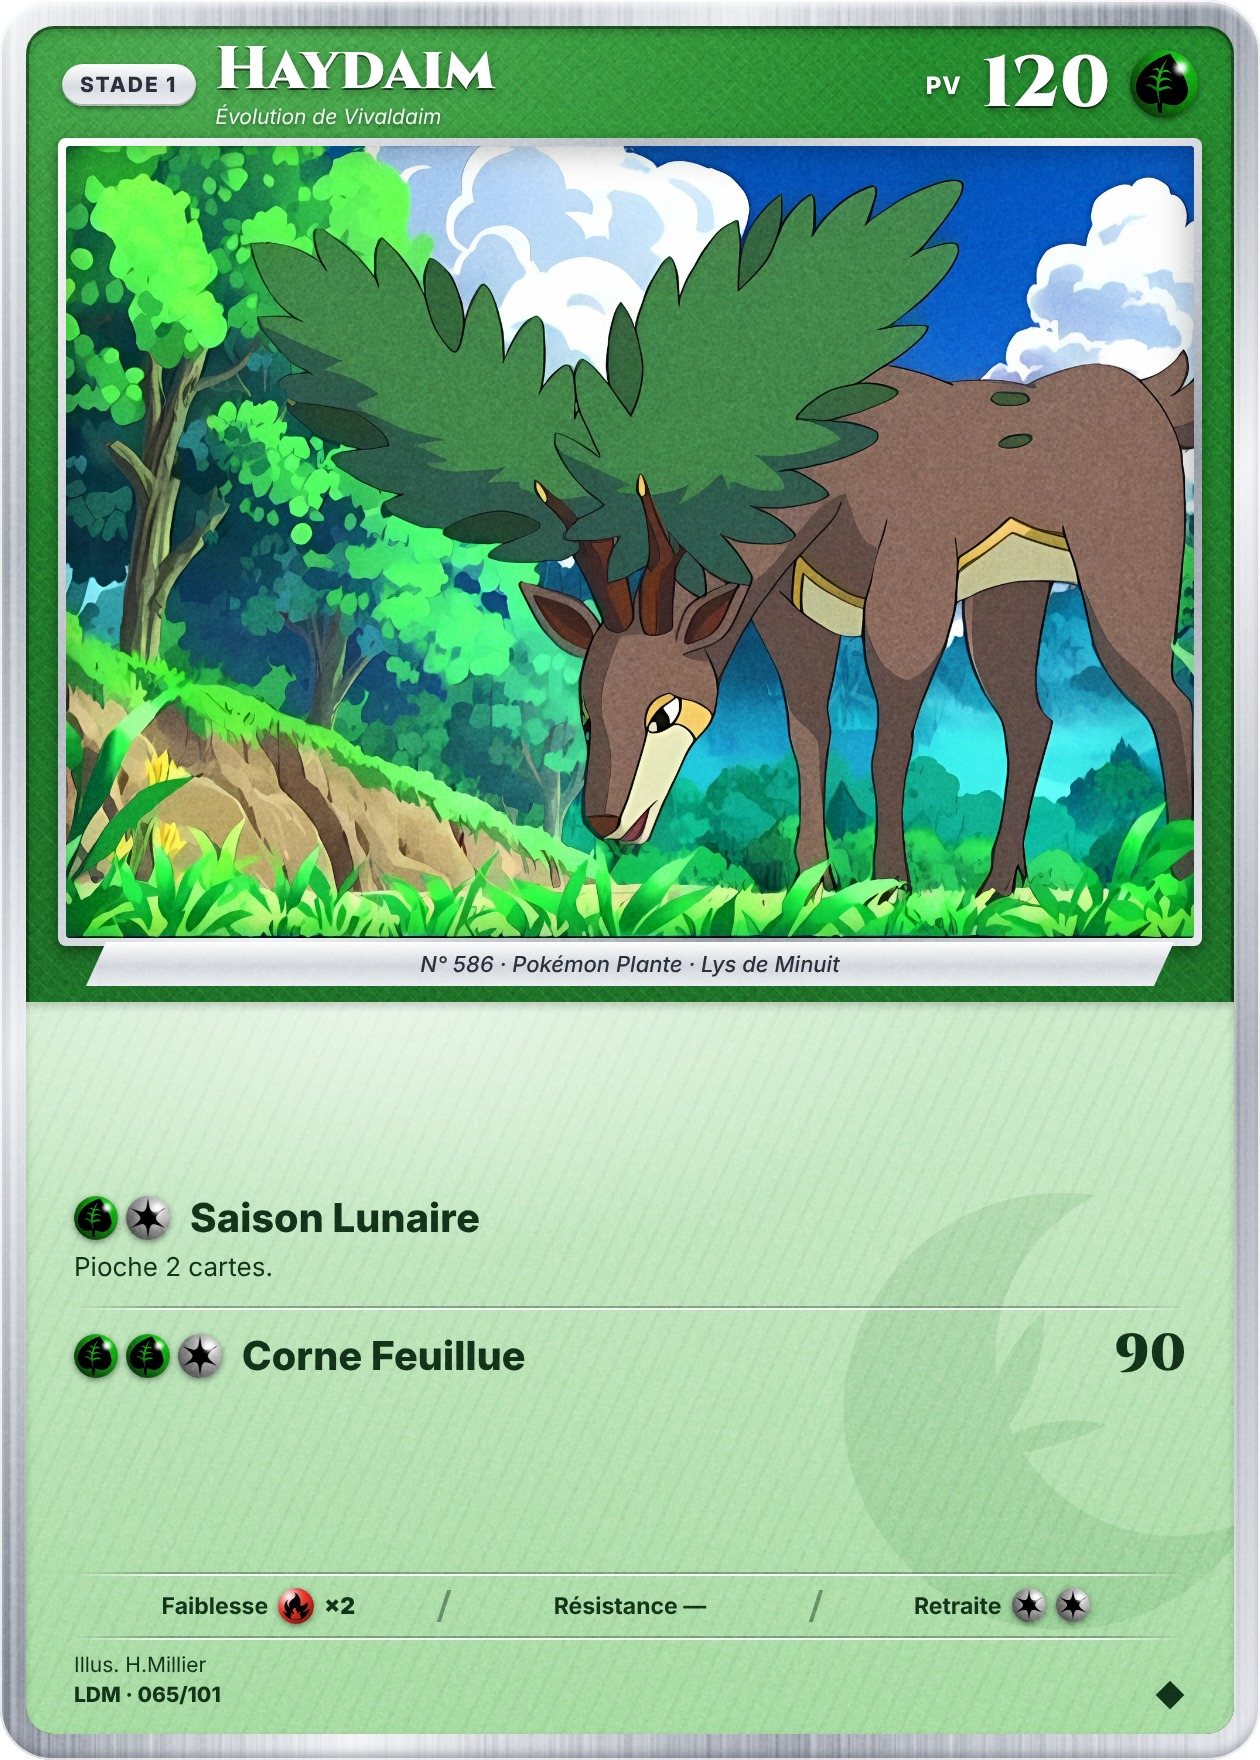 STADE 1
HAYDAIM
PV 120
Évolution de Vivaldaim
N° 586 · Pokémon Plante · Lys de Minuit
Saison Lunaire
Pioche 2 cartes.
Corne Feuillue 90
Faiblesse ×2 / Résistance — / Retraite
Illus. H.Millier
LDM · 065/101